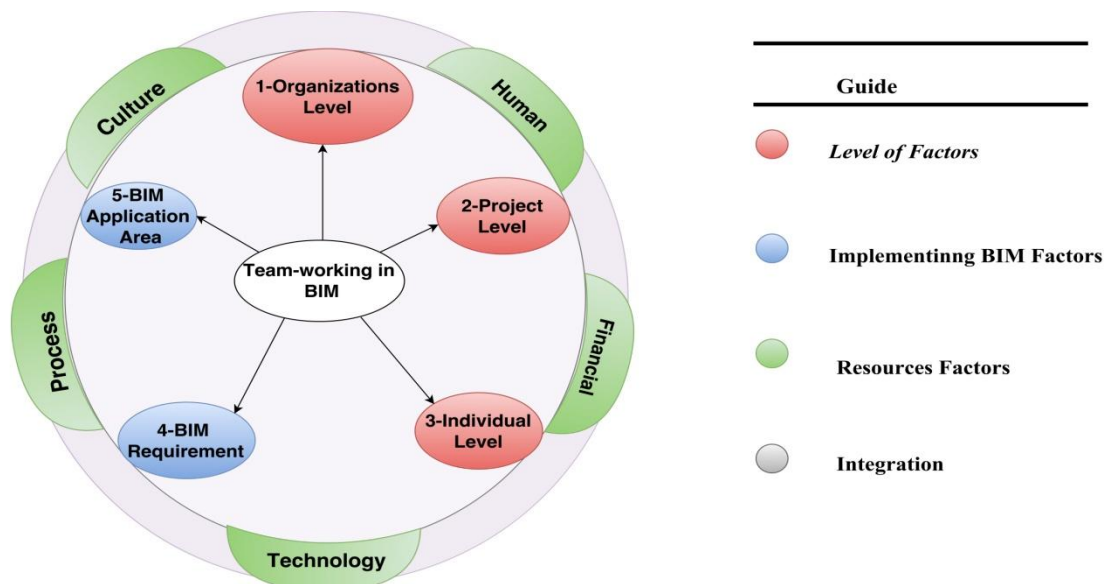 Culture
Human
1-Organizations
Level
5-BIM
Application
Area
2-Project
Level
Team-working in
BIM
Process
Financial
4-BIM
Requirement
3-Individual
Level
Technology
Guide
Level of Factors
Implementinng BIM Factors
Resources Factors
Integration